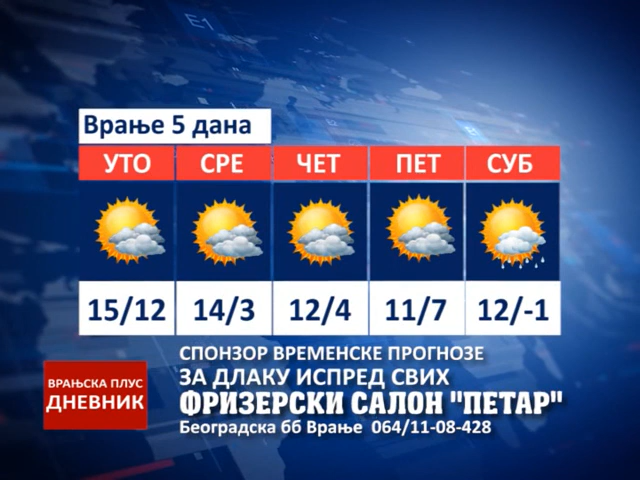 Врање 5 дана
УТО СРЕ ЧЕТ ПЕТ СУБ
15/12 14/3 12/4 11/7 12/-1
СПОНЗОР ВРЕМЕНСКЕ ПРОГНОЗЕ
ЗА ДЛАКУ ИСПРЕД СВИХ
ФРИЗЕРСКИ САЛОН "ПЕТАР"
Београдска бб Врање 064/11-08-428
ВРАЊСКА ПЛУС
ДНЕВНИК